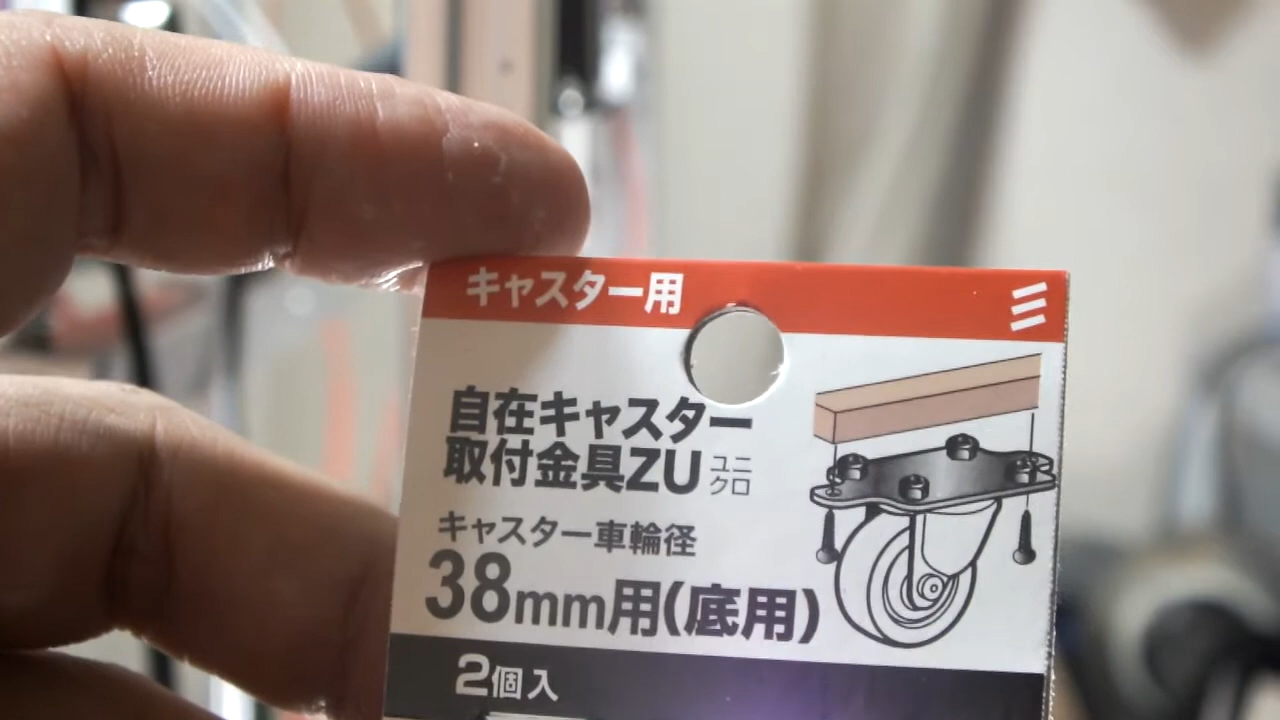 キャスター用
自在キャスター
取付金具ZU ユニクロ
キャスター車輪径
38mm用(底用)
2個入